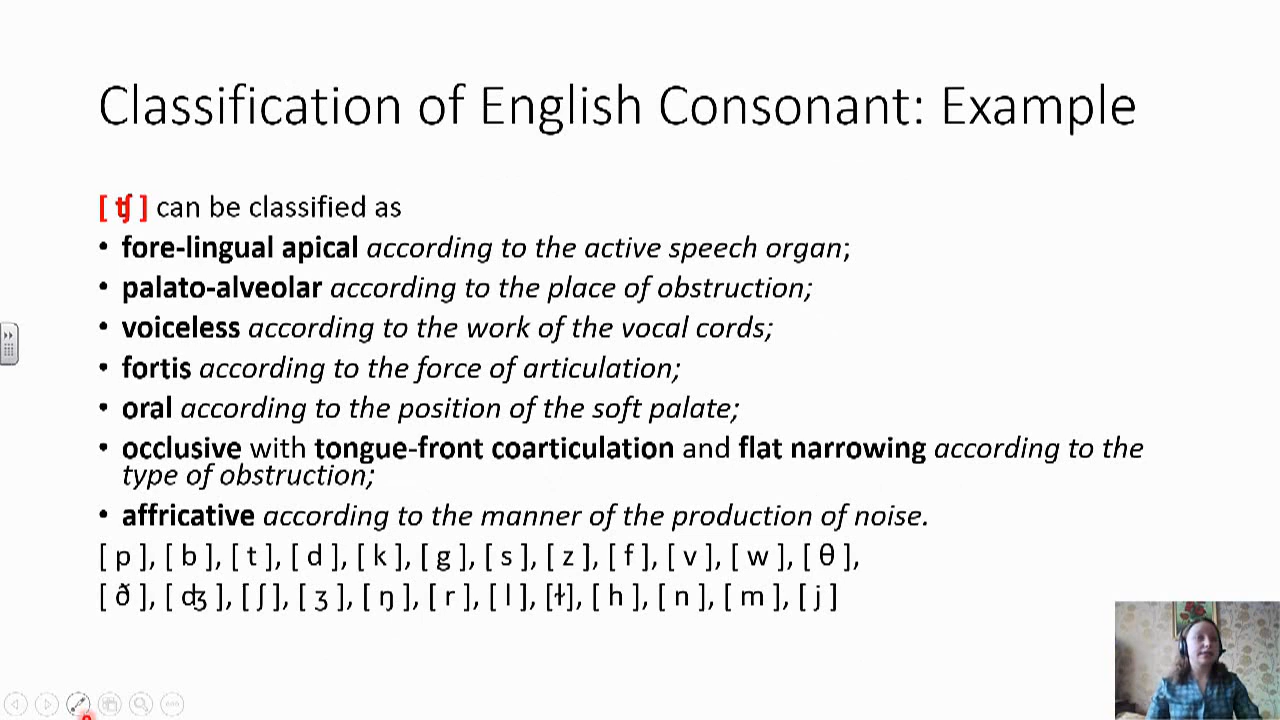 Classification of English Consonant: Example
[ ʧ ] can be classified as
• fore-lingual apical according to the active speech organ;
• palato-alveolar according to the place of obstruction;
• voiceless according to the work of the vocal cords;
• fortis according to the force of articulation;
• oral according to the position of the soft palate;
• occlusive with tongue-front coarticulation and flat narrowing according to the
type of obstruction;
• affricative according to the manner of the production of noise.
[ p ], [ b ], [ t ], [ d ], [ k ], [ g ], [ s ], [ z ], [ f ], [ v ], [ w ], [ θ ],
[ ð ], [ ʤ ], [ ʃ ], [ ʒ ], [ ŋ ], [ r ], [ l ], [ɫ], [ h ], [ n ], [ m ], [ j ]